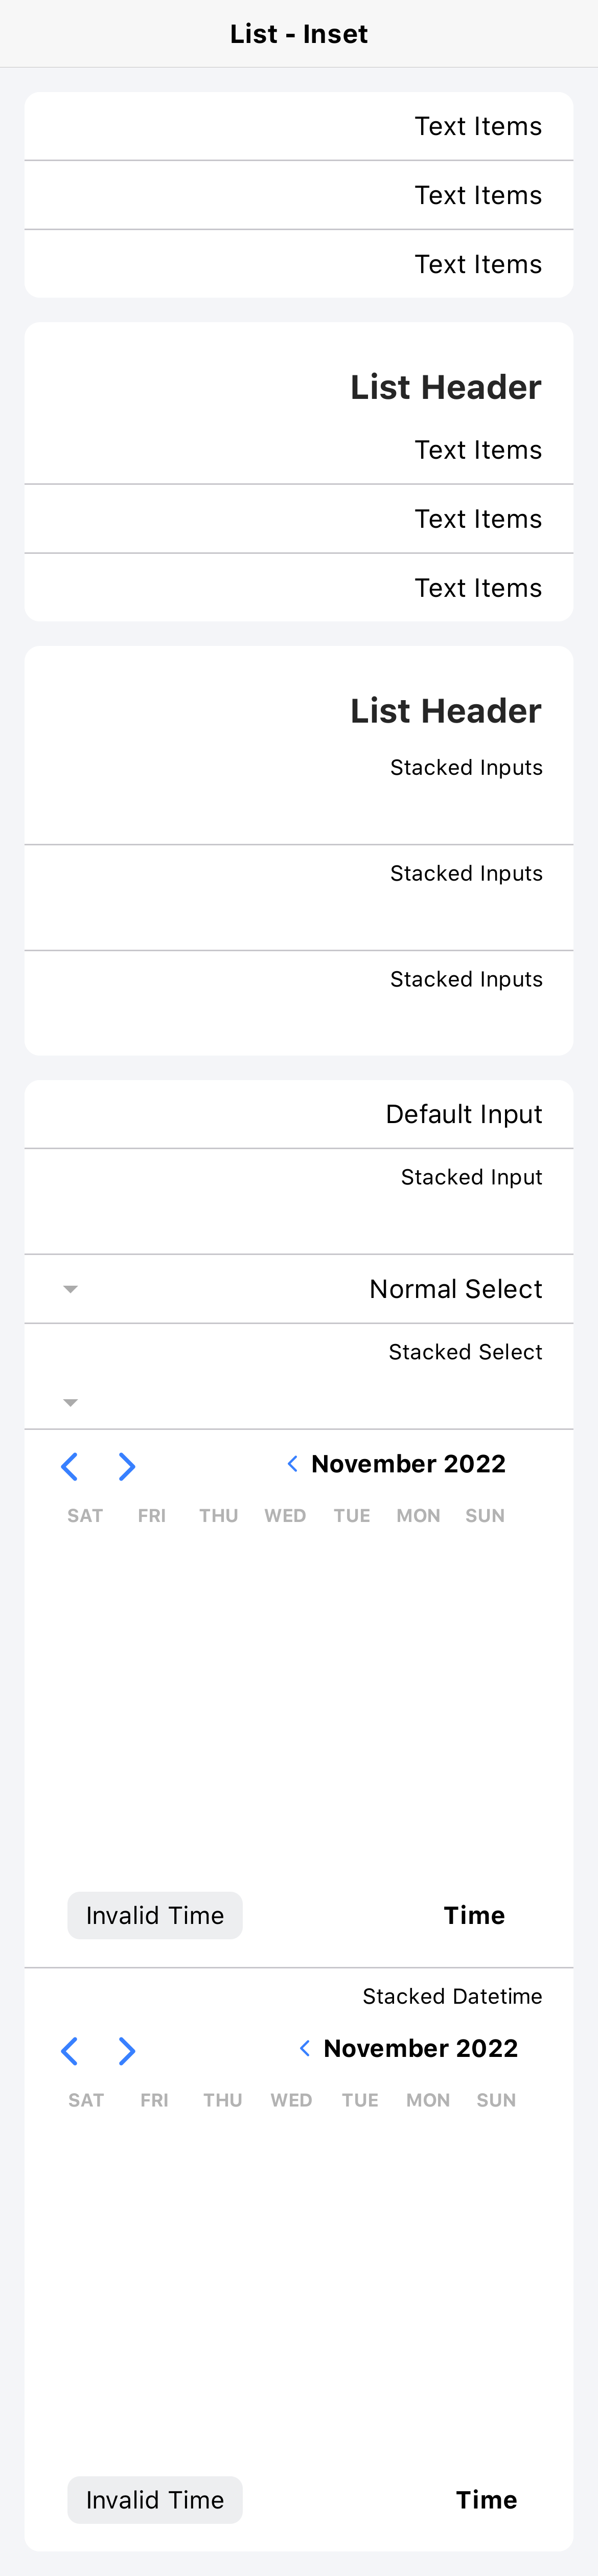 List - Inset
Text Items
Text Items
Text Items
List Header
Text Items
Text Items
Text Items
List Header
Stacked Inputs
Stacked Inputs
Stacked Inputs
Default Input
Stacked Input
Normal Select
Stacked Select
November 2022
SAT FRI THU WED TUE MON SUN
Invalid Time Time
Stacked Datetime
November 2022
SAT FRI THU WED TUE MON SUN
Invalid Time Time